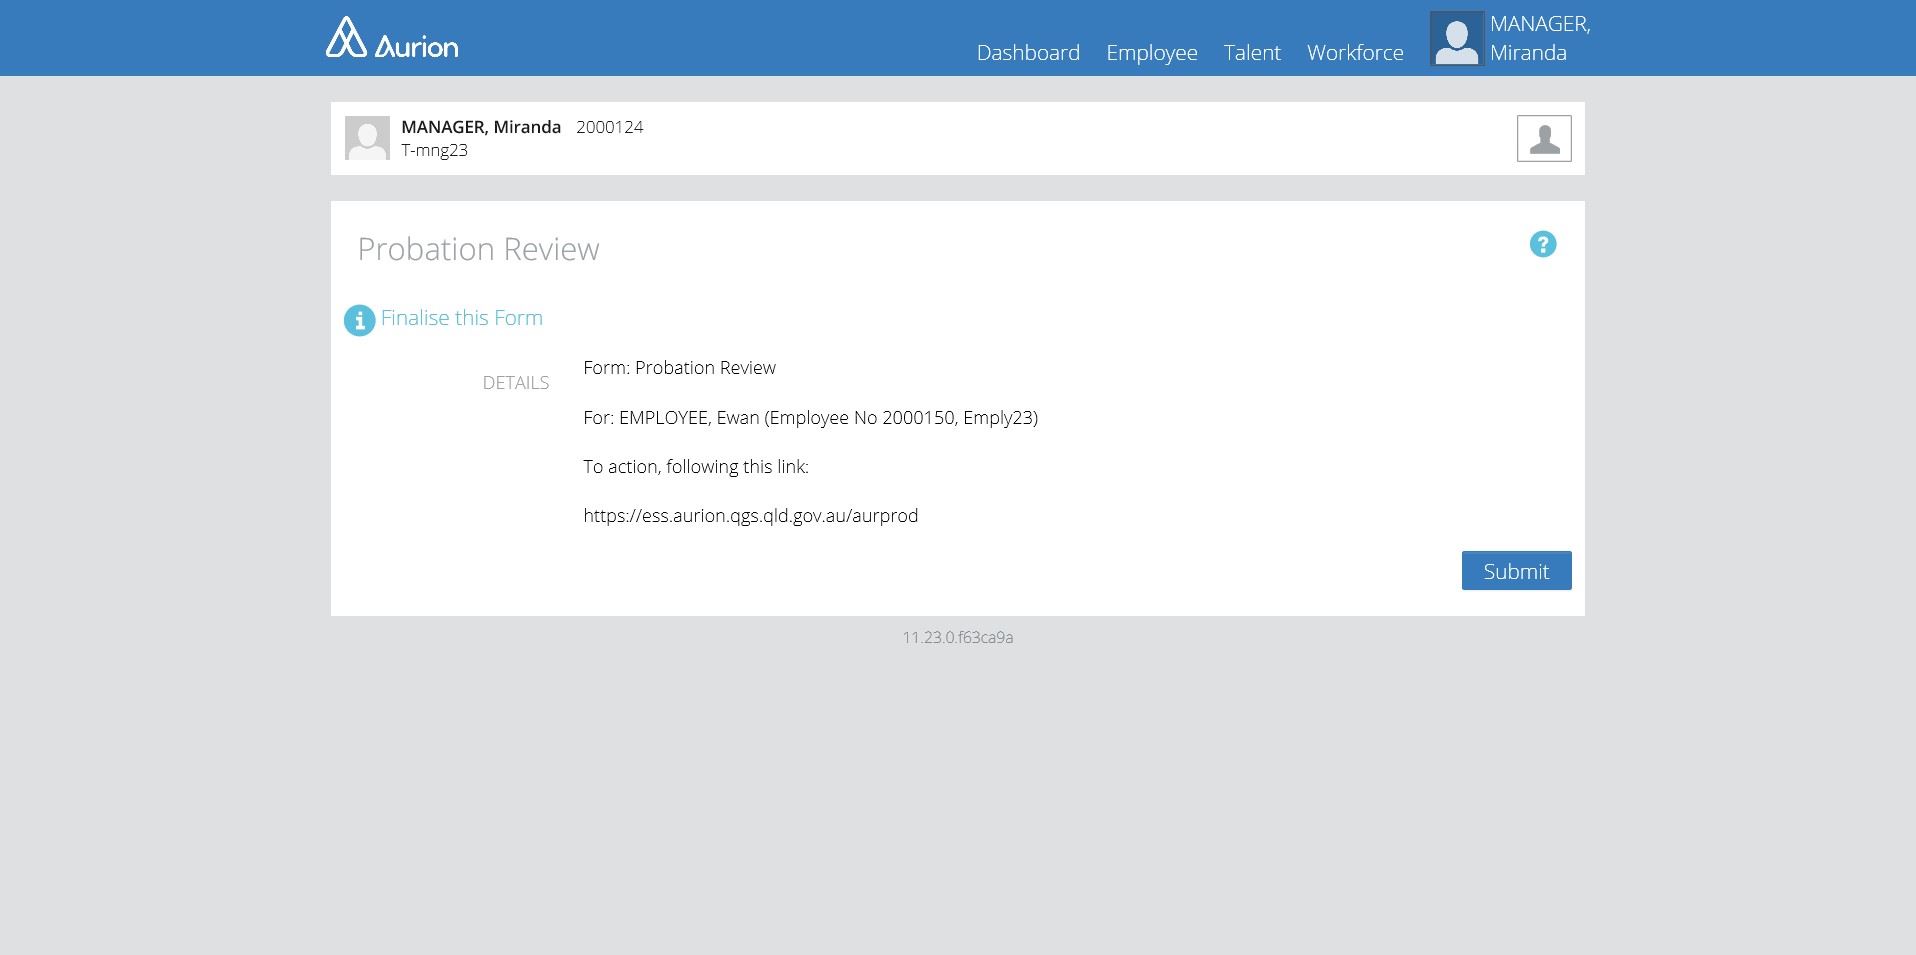 Aurion
Dashboard
Employee
Talent
Workforce
MANAGER,
Miranda
MANAGER, Miranda 2000124
T-mng23
Probation Review
?
i Finalise this Form
DETAILS
Form: Probation Review
For: EMPLOYEE, Ewan (Employee No 2000150, Emply23)
To action, following this link:
https://ess.aurion.qgs.qld.gov.au/aurprod
Submit
11.23.0.f63ca9a